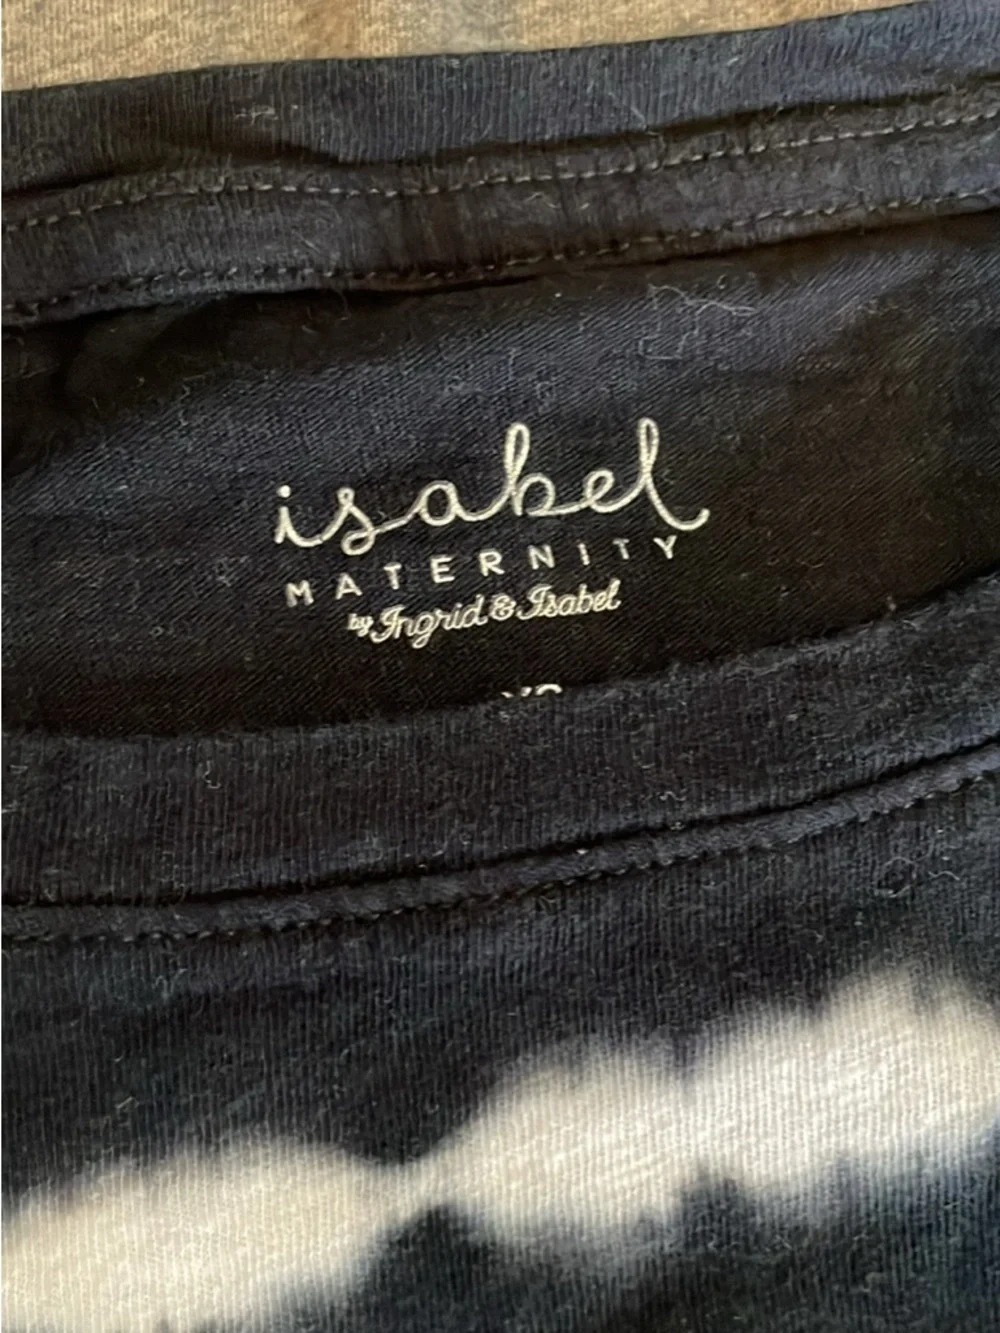 isabel
MATERNITY
by Ingrid & Isabel